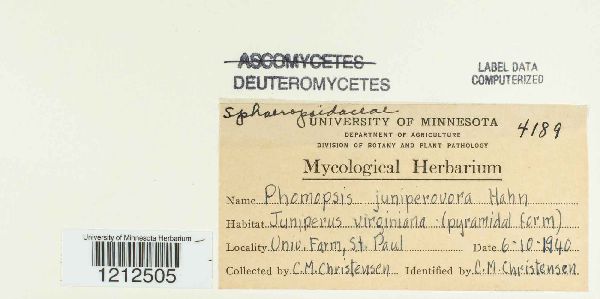 ASCOMYCETES
DEUTEROMYCETES
LABEL DATA
COMPUTERIZED
Sphaeropsidaceae
UNIVERSITY OF MINNESOTA
4189
DEPARTMENT OF AGRICULTURE
DIVISION OF BOTANY AND PLANT PATHOLOGY
Mycological Herbarium
Name Phomopsis juniperovora Hahn
Habitat Juniperus virginiana (pyramidal form)
Locality Univ. Farm, St. Paul Date 6-10-1940
Collected by C.M. Christensen Identified by C.M. Christensen
University of Minnesota Herbarium
1212505